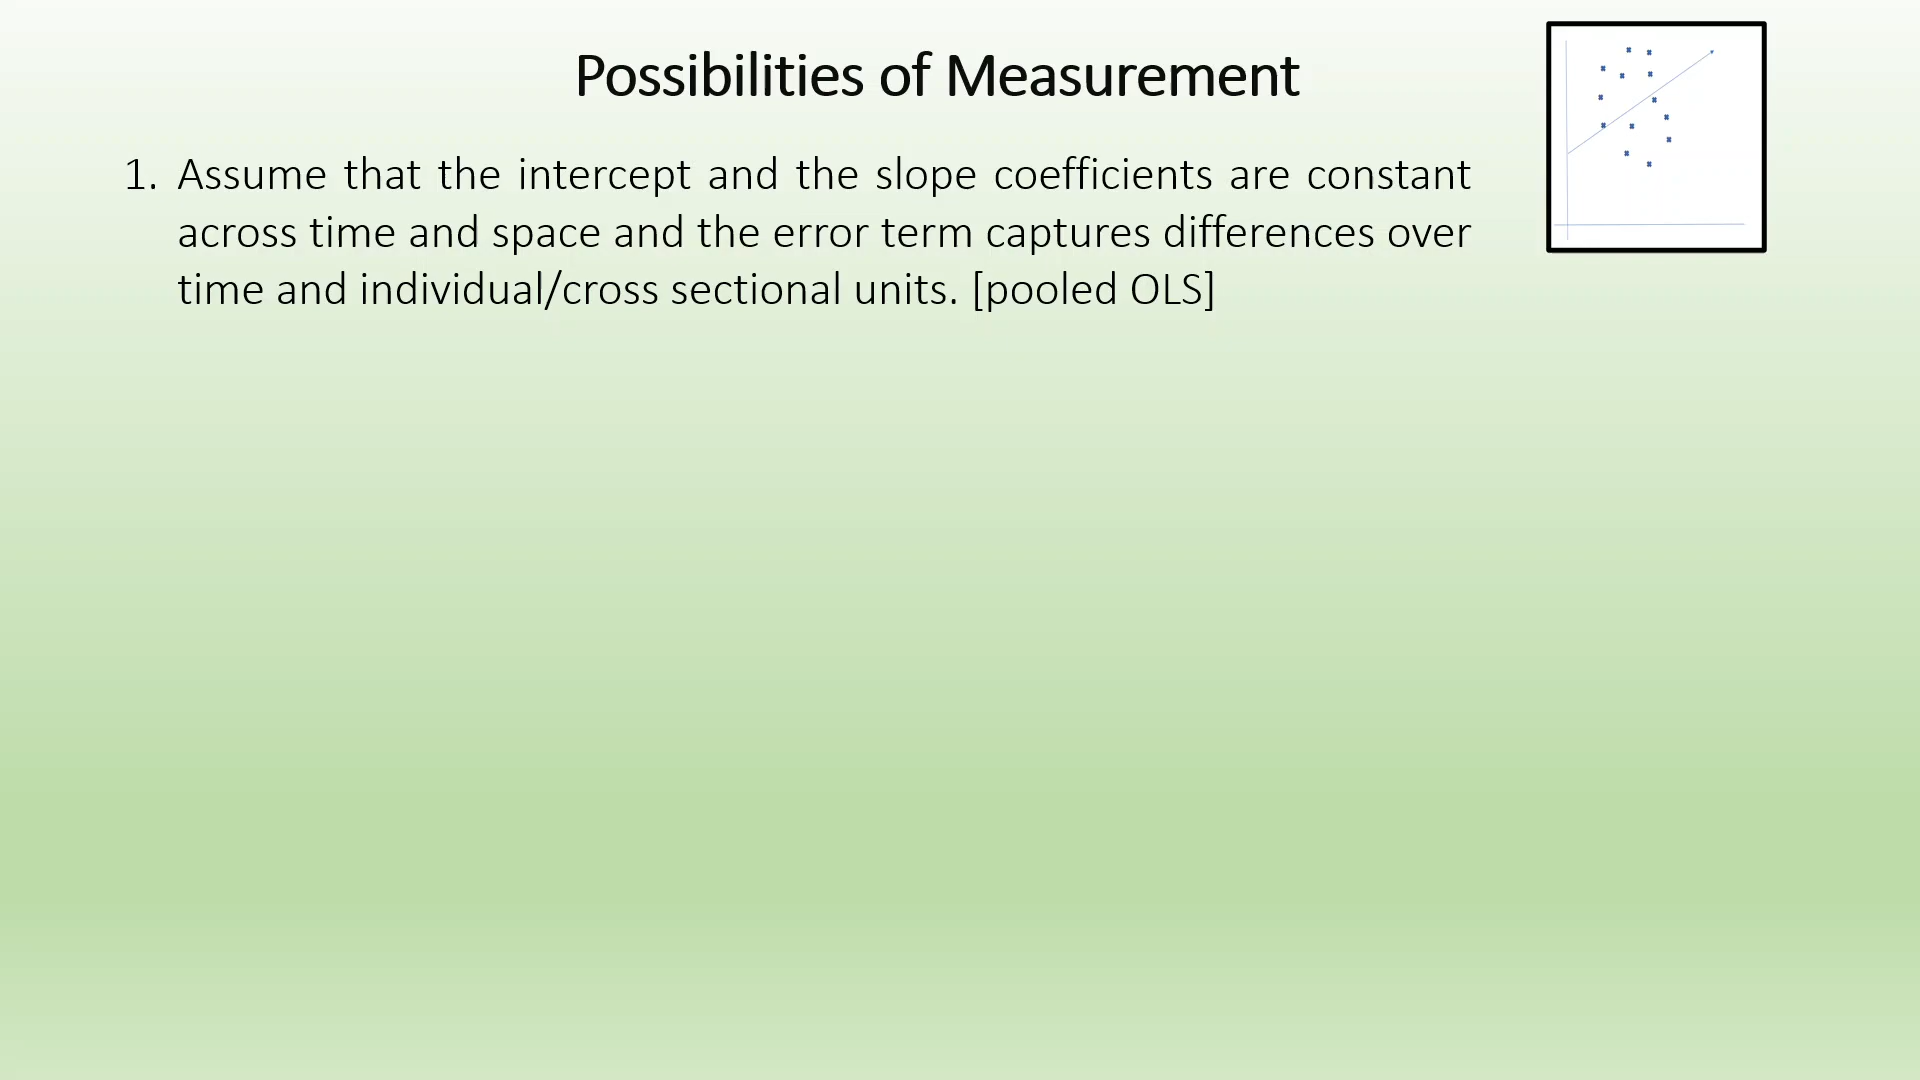 Possibilities of Measurement
1. Assume that the intercept and the slope coefficients are constant
across time and space and the error term captures differences over
time and individual/cross sectional units. [pooled OLS]